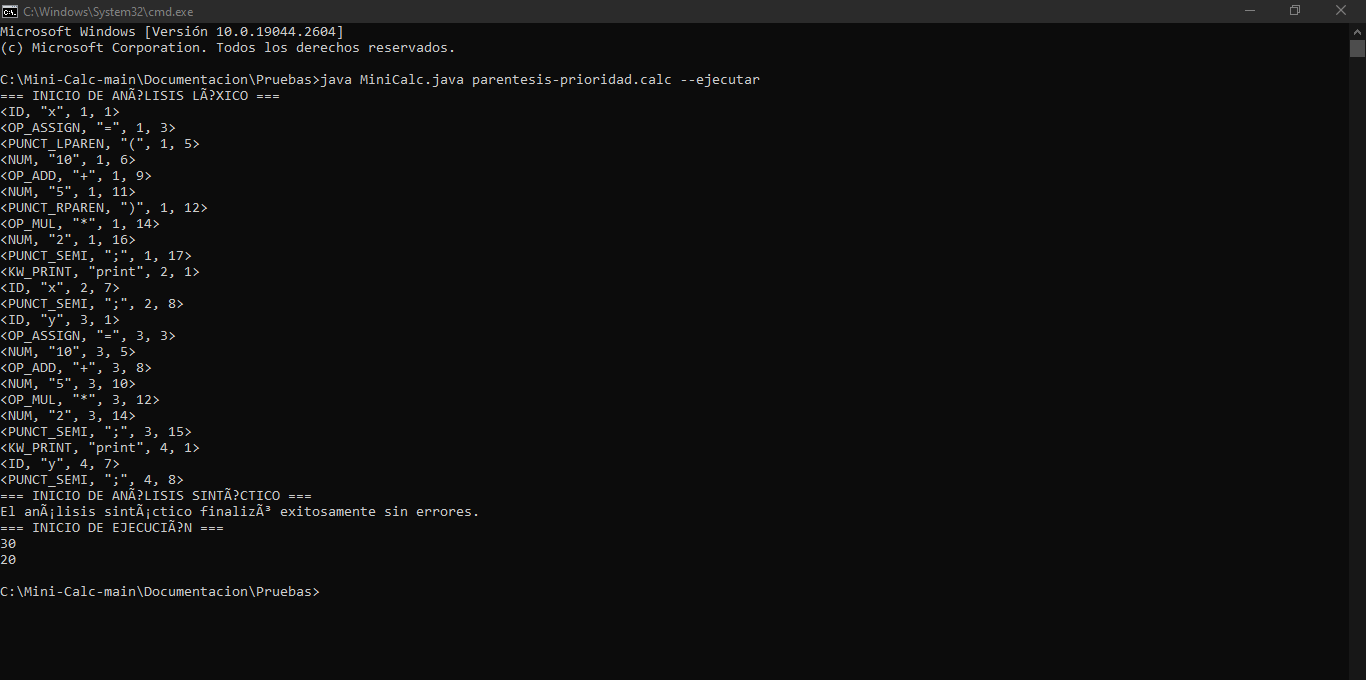 C:\Windows\System32\cmd.exe
Microsoft Windows [Versión 10.0.19044.2604]
(c) Microsoft Corporation. Todos los derechos reservados.
C:\Mini-Calc-main\Documentacion\Pruebas>java MiniCalc.java parentesis-prioridad.calc --ejecutar
=== INICIO DE ANÃ?LISIS LÃ?XICO ===
<ID, "x", 1, 1>
<OP_ASSIGN, "=", 1, 3>
<PUNCT_LPAREN, "(", 1, 5>
<NUM, "10", 1, 6>
<OP_ADD, "+", 1, 9>
<NUM, "5", 1, 11>
<PUNCT_RPAREN, ")", 1, 12>
<OP_MUL, "*", 1, 14>
<NUM, "2", 1, 16>
<PUNCT_SEMI, ";", 1, 17>
<KW_PRINT, "print", 2, 1>
<ID, "x", 2, 7>
<PUNCT_SEMI, ";", 2, 8>
<ID, "y", 3, 1>
<OP_ASSIGN, "=", 3, 3>
<NUM, "10", 3, 5>
<OP_ADD, "+", 3, 8>
<NUM, "5", 3, 10>
<OP_MUL, "*", 3, 12>
<NUM, "2", 3, 14>
<PUNCT_SEMI, ";", 3, 15>
<KW_PRINT, "print", 4, 1>
<ID, "y", 4, 7>
<PUNCT_SEMI, ";", 4, 8>
=== INICIO DE ANÃ?LISIS SINTÃ?CTICO ===
El anÃ¡lisis sintÃ¡ctico finalizÃ³ exitosamente sin errores.
=== INICIO DE EJECUCIÃ?N ===
30
20
C:\Mini-Calc-main\Documentacion\Pruebas>